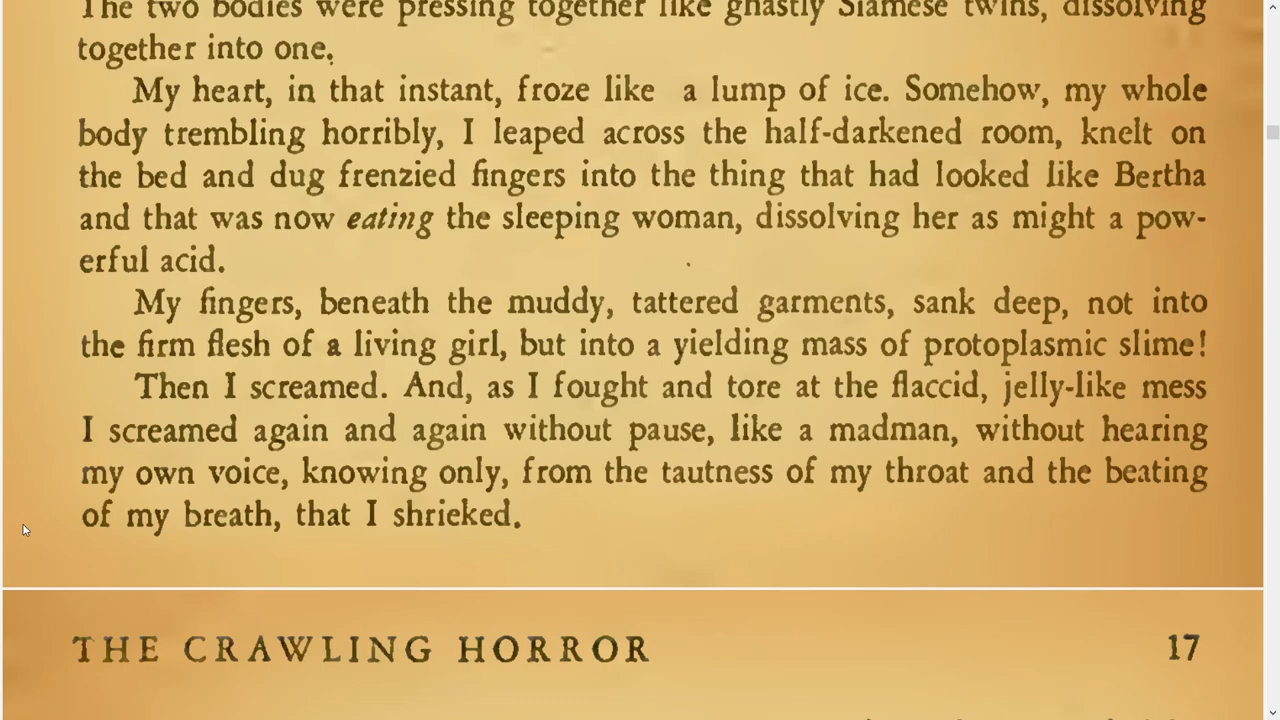 The two bodies were pressing together like ghastly Siamese twins, dissolving
together into one.
My heart, in that instant, froze like a lump of ice. Somehow, my whole
body trembling horribly, I leaped across the half-darkened room, knelt on
the bed and dug frenzied fingers into the thing that had looked like Bertha
and that was now eating the sleeping woman, dissolving her as might a pow-
erful acid.
My fingers, beneath the muddy, tattered garments, sank deep, not into
the firm flesh of a living girl, but into a yielding mass of protoplasmic slime!
Then I screamed. And, as I fought and tore at the flaccid, jelly-like mess
I screamed again and again without pause, like a madman, without hearing
my own voice, knowing only, from the tautness of my throat and the beating
of my breath, that I shrieked.
THE CRAWLING HORROR 17